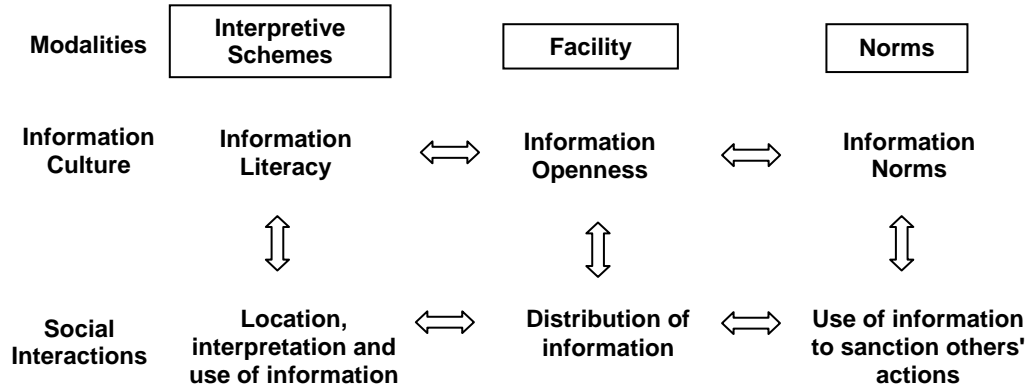 Modalities
Interpretive
Schemes
Facility
Norms
Information
Culture
Information
Literacy
Information
Openness
Information
Norms
Social
Interactions
Location,
interpretation and
use of information
Distribution of
information
Use of information
to sanction others'
actions